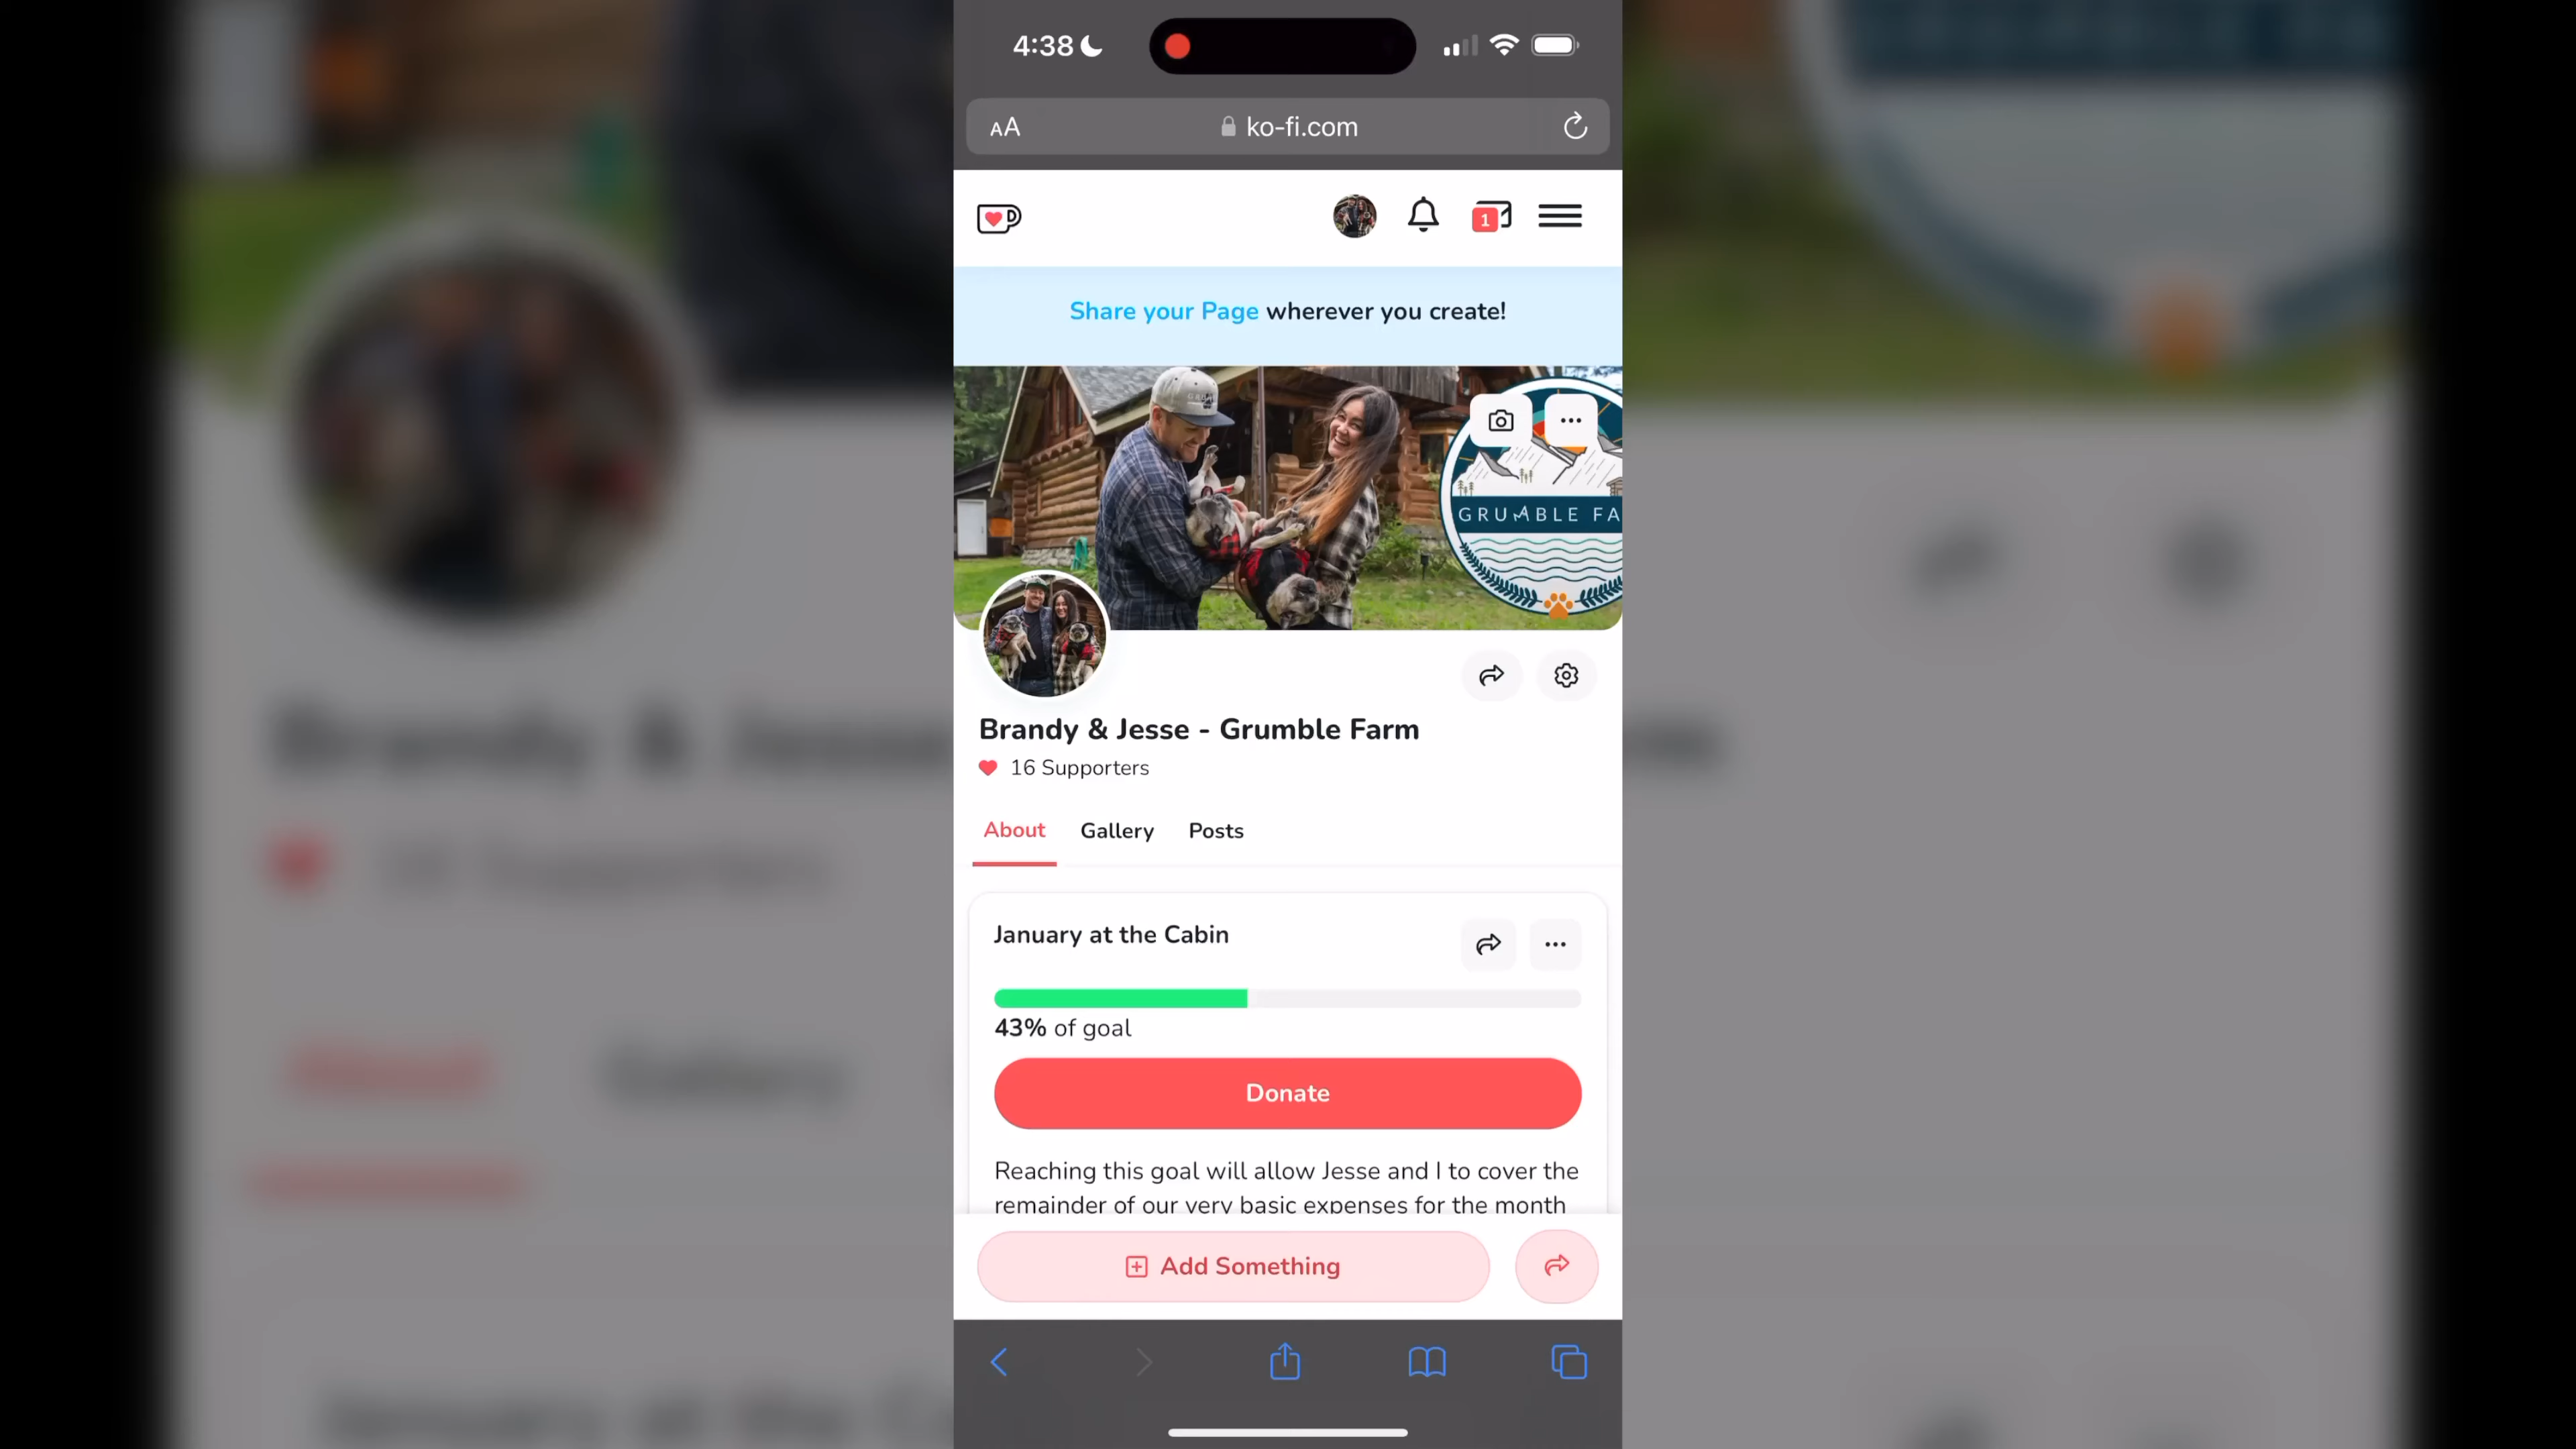 4:38
AA
ko-fi.com
1
Share your Page wherever you create!
GRUMBLE FA
Brandy & Jesse - Grumble Farm
16 Supporters
About Gallery Posts
January at the Cabin
43% of goal
Donate
Reaching this goal will allow Jesse and I to cover the
remainder of our very basic expenses for the month
Add Something